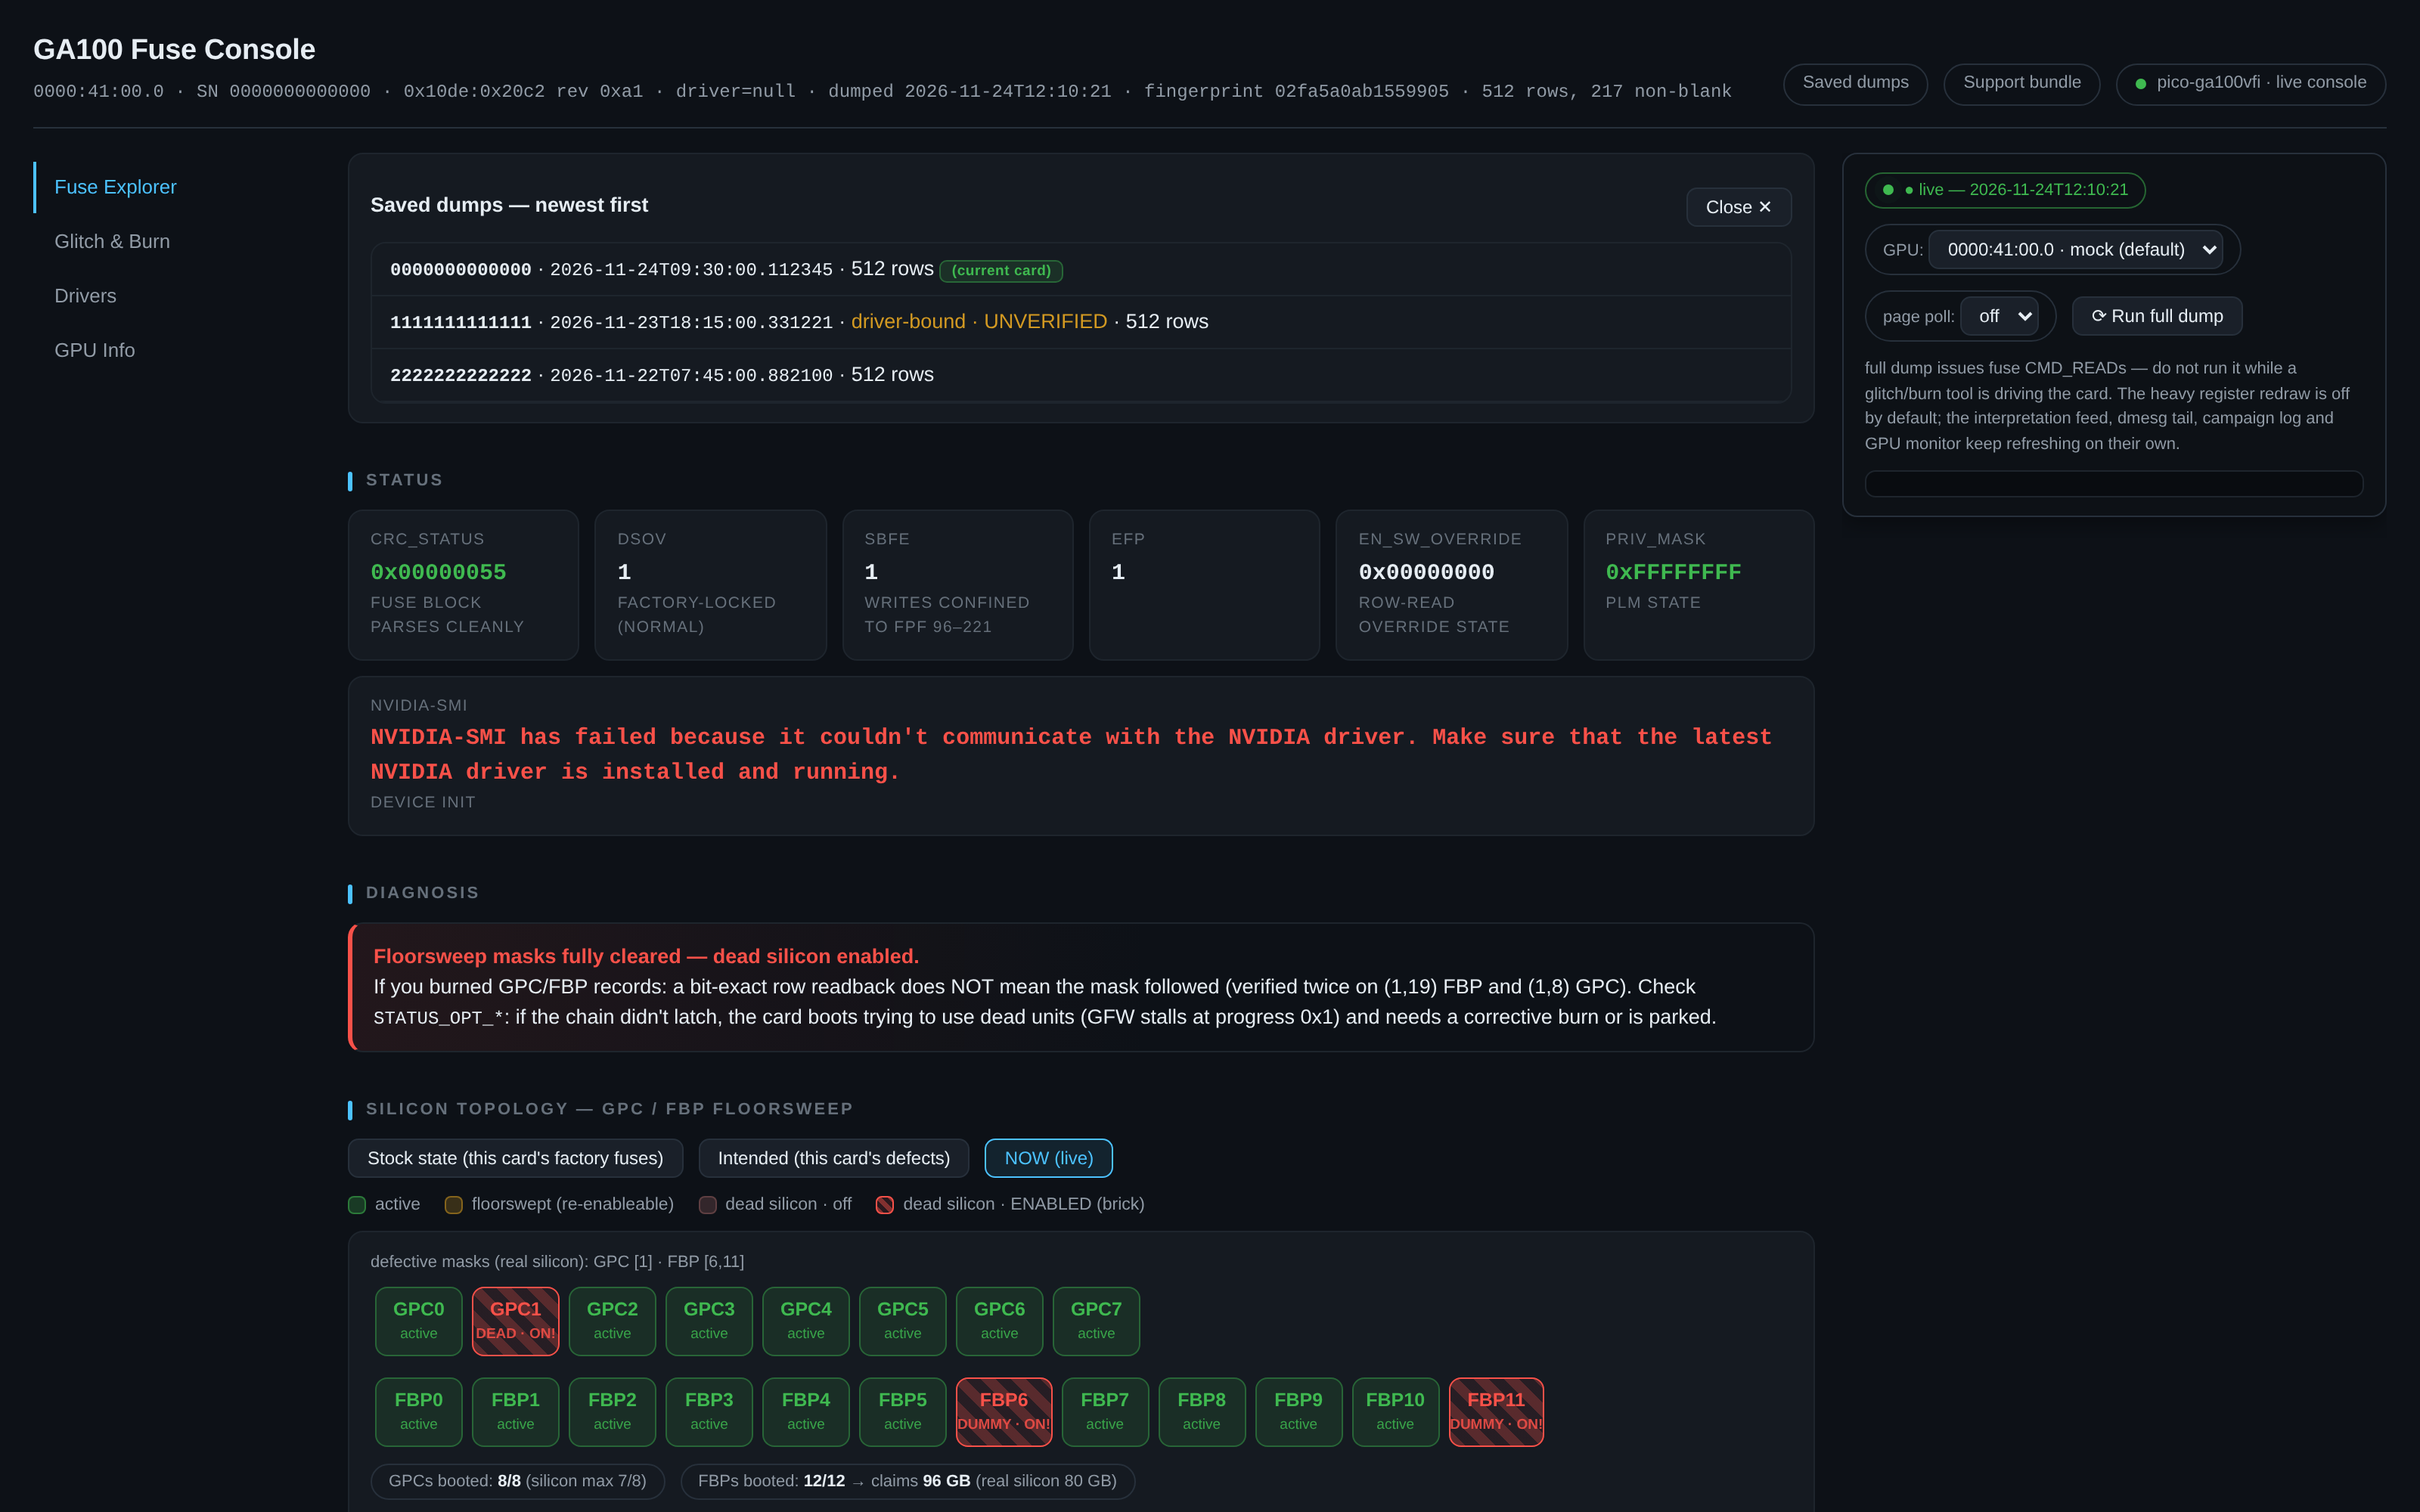 GA100 Fuse Console
0000:41:00.0 · SN 0000000000000 · 0x10de:0x20c2 rev 0xa1 · driver=null · dumped 2026-11-24T12:10:21 · fingerprint 02fa5a0ab1559905 · 512 rows, 217 non-blank
Saved dumps
Support bundle
pico-ga100vfi · live console
Fuse Explorer
Glitch & Burn
Drivers
GPU Info
Saved dumps — newest first
Close ✕
0000000000000 · 2026-11-24T09:30:00.112345 · 512 rows (current card)
1111111111111 · 2026-11-23T18:15:00.331221 · driver-bound · UNVERIFIED · 512 rows
2222222222222 · 2026-11-22T07:45:00.882100 · 512 rows
● live — 2026-11-24T12:10:21
GPU: 0000:41:00.0 · mock (default)
page poll: off
⟳ Run full dump
full dump issues fuse CMD_READs — do not run it while a
glitch/burn tool is driving the card. The heavy register redraw is off
by default; the interpretation feed, dmesg tail, campaign log and
GPU monitor keep refreshing on their own.
STATUS
CRC_STATUS
0x00000055
FUSE BLOCK
PARSES CLEANLY
DSOV
1
FACTORY-LOCKED
(NORMAL)
SBFE
1
WRITES CONFINED
TO FPF 96–221
EFP
1
EN_SW_OVERRIDE
0x00000000
ROW-READ
OVERRIDE STATE
PRIV_MASK
0xFFFFFFFF
PLM STATE
NVIDIA-SMI
NVIDIA-SMI has failed because it couldn't communicate with the NVIDIA driver. Make sure that the latest
NVIDIA driver is installed and running.
DEVICE INIT
DIAGNOSIS
Floorsweep masks fully cleared — dead silicon enabled.
If you burned GPC/FBP records: a bit-exact row readback does NOT mean the mask followed (verified twice on (1,19) FBP and (1,8) GPC). Check
STATUS_OPT_*: if the chain didn't latch, the card boots trying to use dead units (GFW stalls at progress 0x1) and needs a corrective burn or is parked.
SILICON TOPOLOGY — GPC / FBP FLOORSWEEP
Stock state (this card's factory fuses)
Intended (this card's defects)
NOW (live)
active
floorswept (re-enableable)
dead silicon · off
dead silicon · ENABLED (brick)
defective masks (real silicon): GPC [1] · FBP [6,11]
GPC0
active
GPC1
DEAD · ON!
GPC2
active
GPC3
active
GPC4
active
GPC5
active
GPC6
active
GPC7
active
FBP0
active
FBP1
active
FBP2
active
FBP3
active
FBP4
active
FBP5
active
FBP6
DUMMY · ON!
FBP7
active
FBP8
active
FBP9
active
FBP10
active
FBP11
DUMMY · ON!
GPCs booted: 8/8 (silicon max 7/8)
FBPs booted: 12/12 → claims 96 GB (real silicon 80 GB)